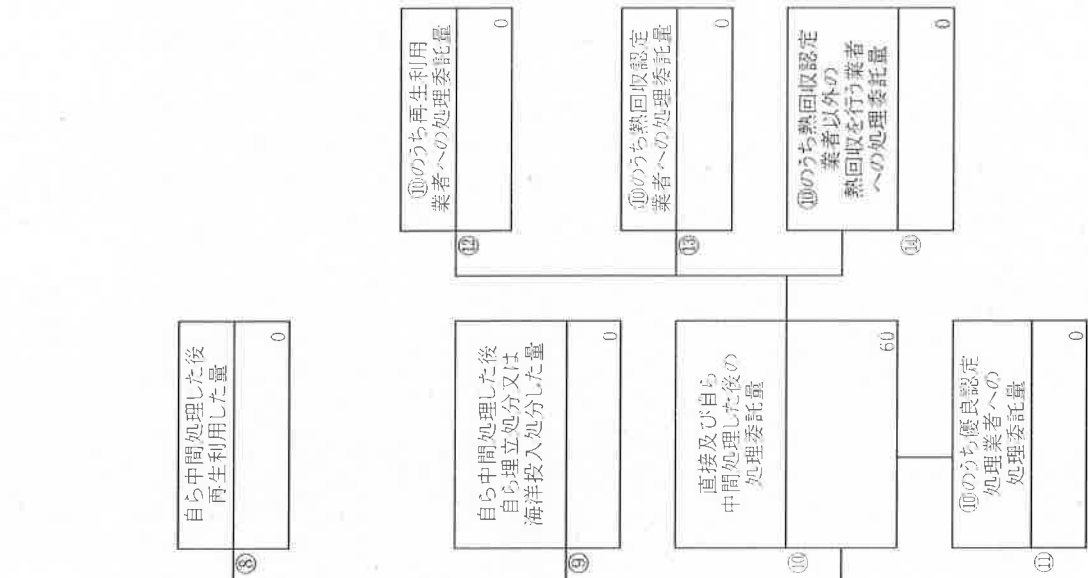 ⑧
自ら中間処理した後
再生利用した量
0
⑨
自ら中間処理した後
自ら埋立処分又は
海洋投入処分した量
0
⑩
直接及び自ら
中間処理した後の
処理委託量
60
⑪
⑩のうち優良認定
処理業者への
処理委託量
0
⑫
⑩のうち再生利用
業者への処理委託量
0
⑬
⑩のうち熱回収認定
業者への処理委託量
0
⑭
⑩のうち熱回収認定
業者以外の
熱回収を行う業者
への処理委託量
0